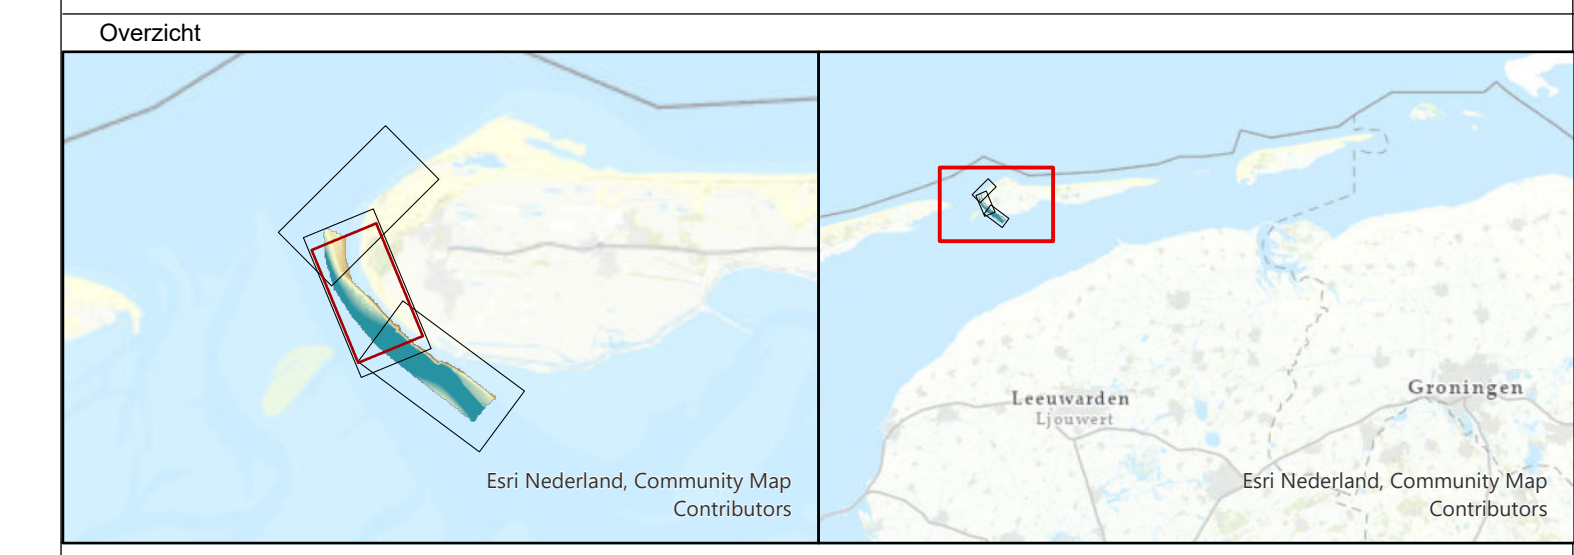 Overzicht
Esri Nederland, Community Map
Contributors
Leeuwarden
Ljouwert
Groningen
Esri Nederland, Community Map
Contributors